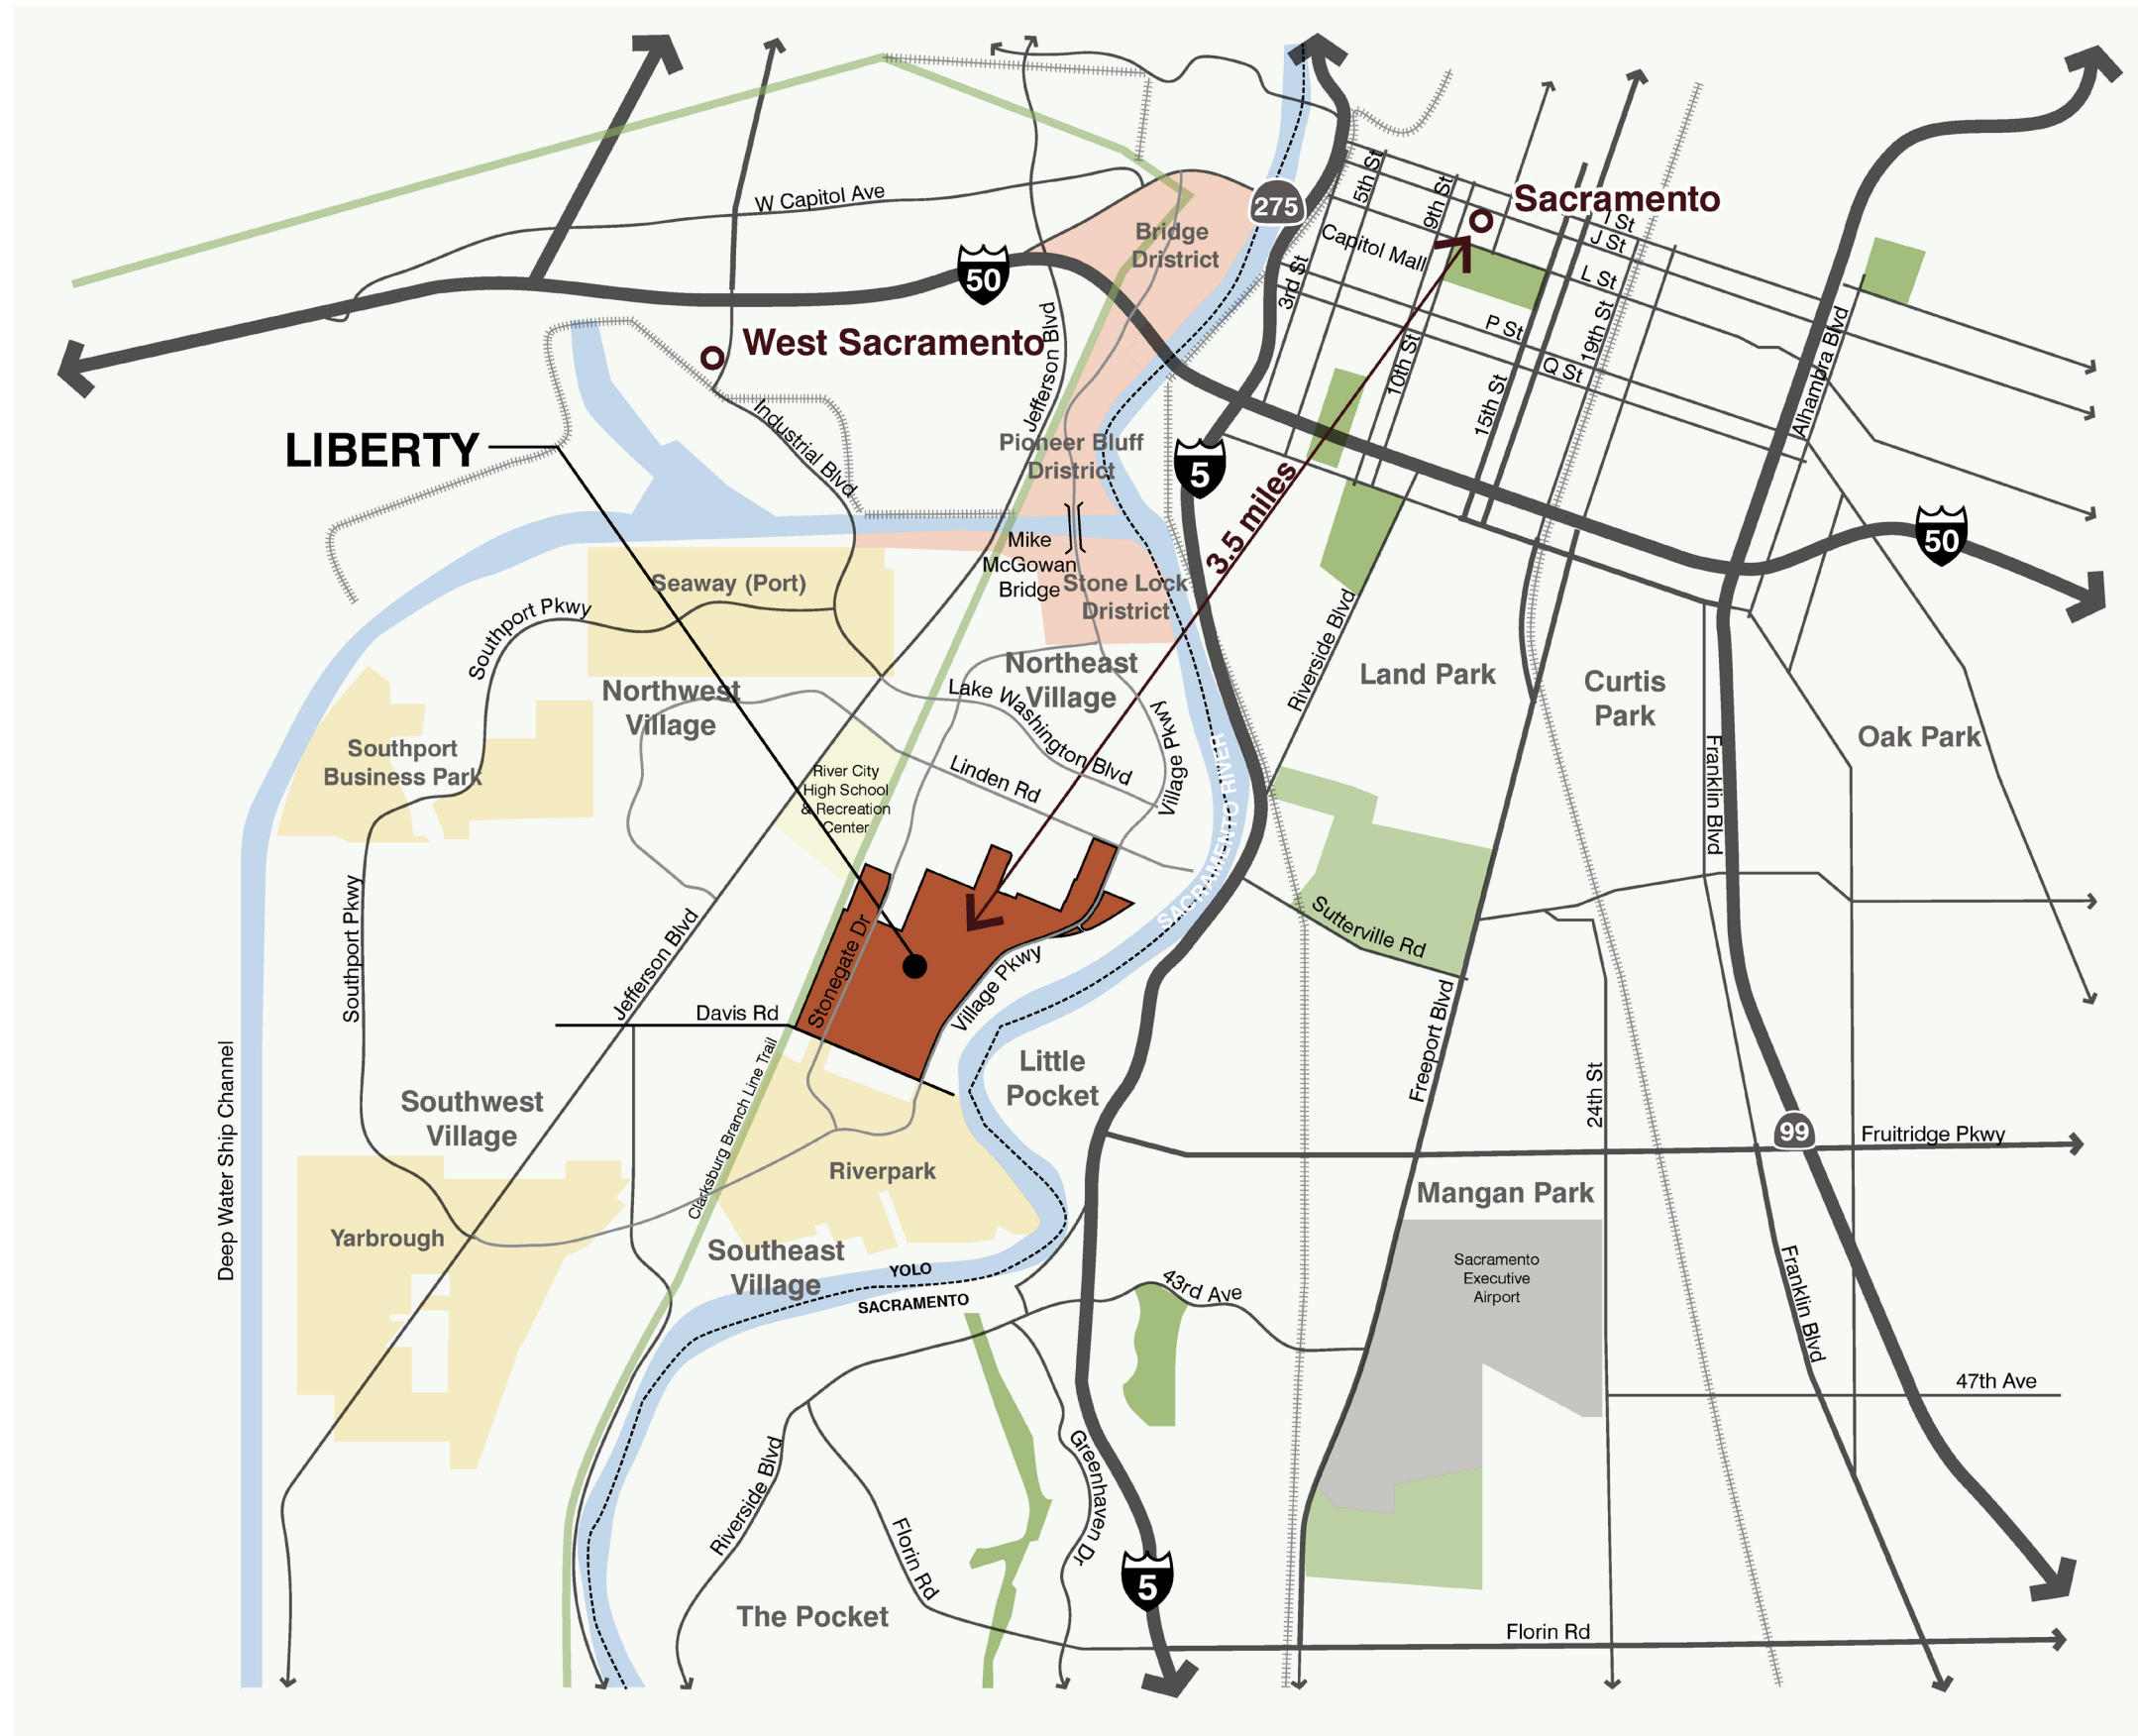 275
5th St
9th St
Sacramento
I St
J St
W Capitol Ave
Bridge
Dristrict
Capitol Mall
L St
50
3rd St
P St
19th St
Q St
10th St
15th St
Alhambra Blvd
West Sacramento
Jefferson Blvd
Industrial Blvd
LIBERTY
Pioneer Bluff
Dristrict
5
3.5 miles
50
Mike
McGowan
Bridge
Stone Lock
Dristrict
Seaway (Port)
Southport Pkwy
Northwest
Village
Northeast
Village
Lake Washington Blvd
Village Pkwy
Riverside Blvd
Land Park
Curtis
Park
Oak Park
Franklin Blvd
Southport
Business Park
River City
High School
& Recreation
Center
Linden Rd
SACRAMENTO RIVER
Sutterville Rd
Southport Pkwy
Jefferson Blvd
Stonegate Dr
Village Pkwy
Davis Rd
Freeport Blvd
Little
Pocket
24th St
99
Fruitridge Pkwy
Deep Water Ship Channel
Southwest
Village
Clarksburg Branch Line Trail
Riverpark
Mangan Park
Yarbrough
Southeast
Village
YOLO
SACRAMENTO
43rd Ave
Sacramento
Executive
Airport
Franklin Blvd
47th Ave
Riverside Blvd
Florin Rd
Greenhaven Dr
5
The Pocket
Florin Rd